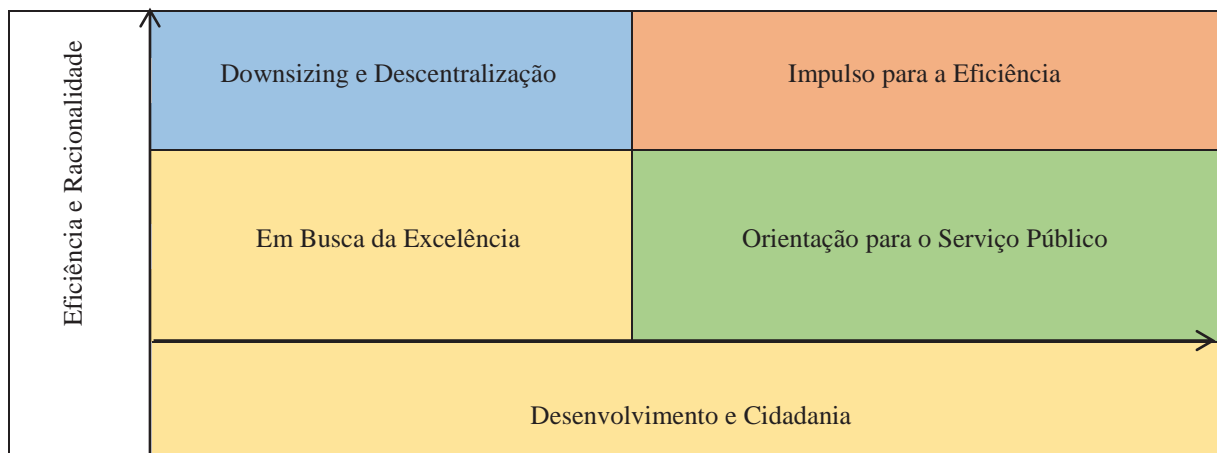 Eficiência e Racionalidade
Downsizing e Descentralização
Impulso para a Eficiência
Em Busca da Excelência
Orientação para o Serviço Público
Desenvolvimento e Cidadania